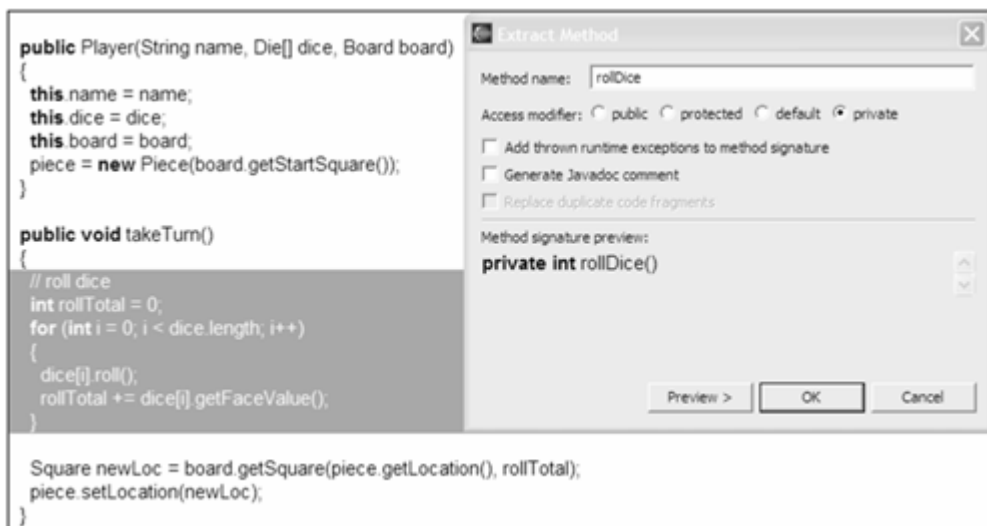 public Player(String name, Die[] dice, Board board)
{
this.name = name;
this.dice = dice;
this.board = board;
piece = new Piece(board.getStartSquare());
}
public void takeTurn()
{
// roll dice
int rollTotal = 0;
for (int i = 0; i < dice.length; i++)
{
dice[i].roll();
rollTotal += dice[i].getFaceValue();
}
Square newLoc = board.getSquare(piece.getLocation(), rollTotal);
piece.setLocation(newLoc);
}
Extract Method
Method name: rollDice
Access modifier: public protected default private
Add thrown runtime exceptions to method signature
Generate Javadoc comment
Replace duplicate code fragments
Method signature preview:
private int rollDice()
Preview > OK Cancel